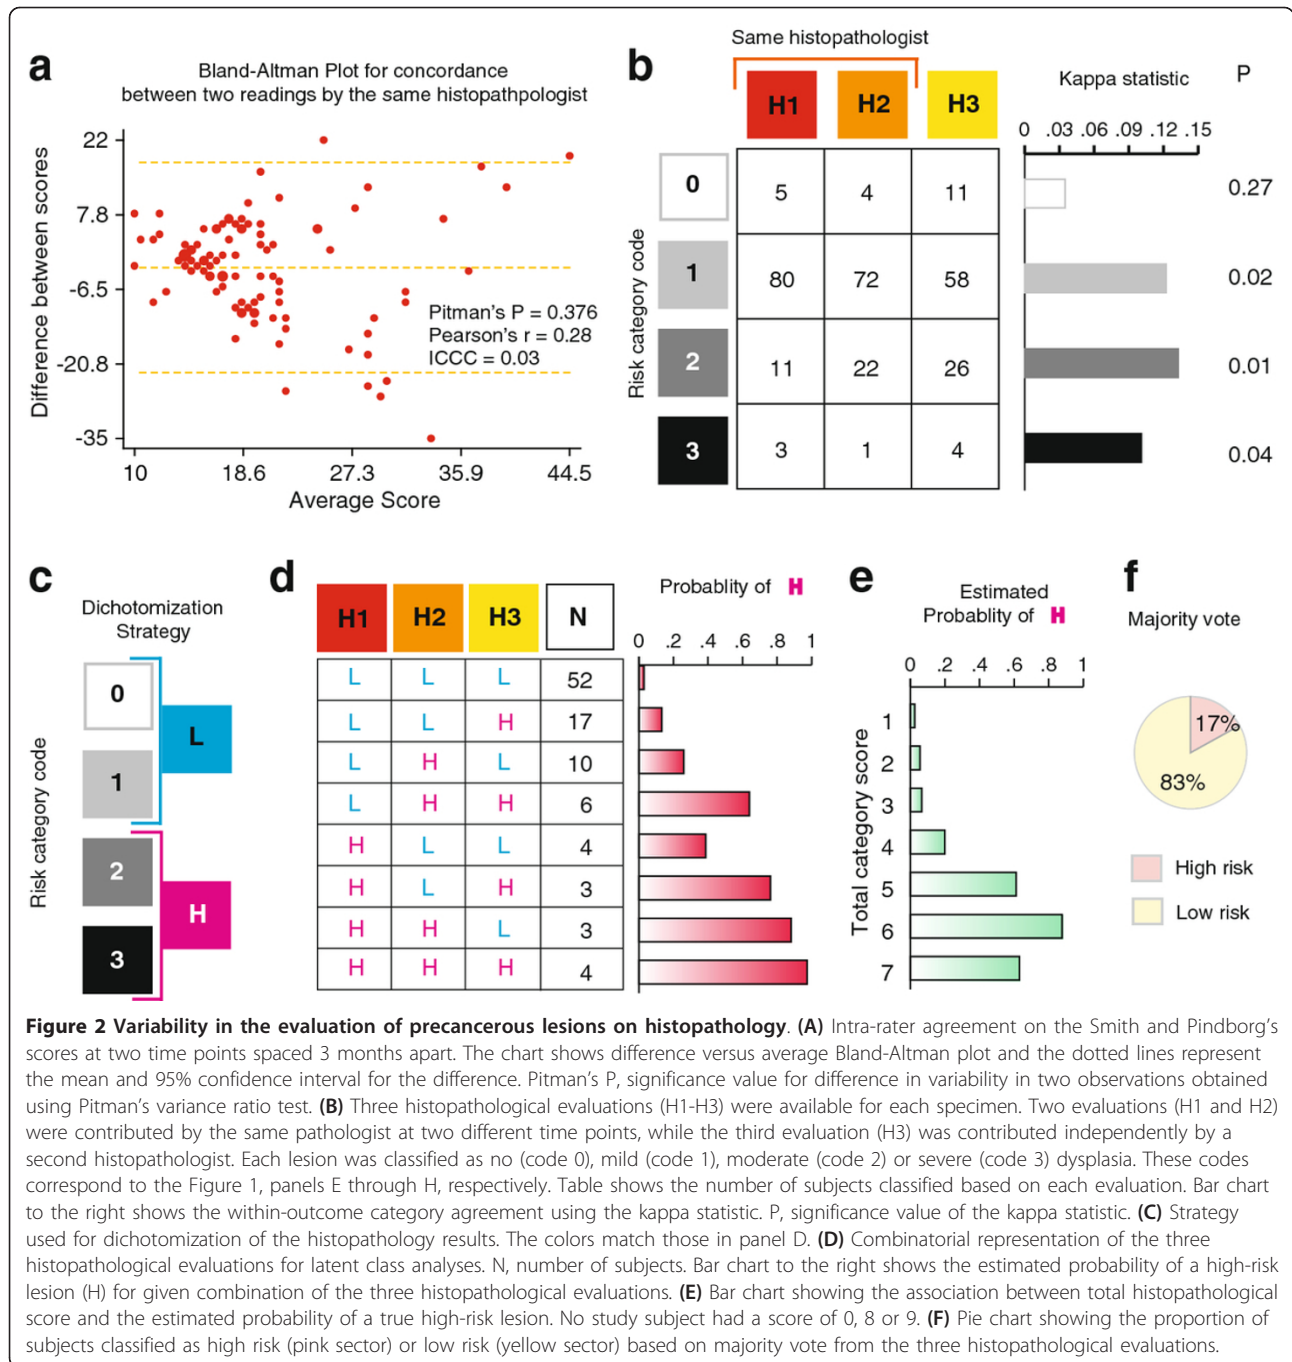 a
Bland-Altman Plot for concordance
between two readings by the same histopathpologist
Difference between scores
22
7.8
-6.5
-20.8
-35
Pitman's P = 0.376
Pearson's r = 0.28
ICCC = 0.03
10 18.6 27.3 35.9 44.5
Average Score
b
Same histopathologist
H1 H2 H3
Kappa statistic
P
0 .03 .06 .09 .12 .15
Risk category code
0 5 4 11 0.27
1 80 72 58 0.02
2 11 22 26 0.01
3 3 1 4 0.04
c
Dichotomization
Strategy
Risk category code
0
1
L
2
3
H
d
H1 H2 H3 N
Probablity of H
0 .2 .4 .6 .8 1
L L L 52
L L H 17
L H L 10
L H H 6
H L L 4
H L H 3
H H L 3
H H H 4
e
Estimated
Probablity of H
0 .2 .4 .6 .8 1
Total category score
1
2
3
4
5
6
7
f
Majority vote
17%
83%
High risk
Low risk
Figure 2 Variability in the evaluation of precancerous lesions on histopathology. (A) Intra-rater agreement on the Smith and Pindborg's
scores at two time points spaced 3 months apart. The chart shows difference versus average Bland-Altman plot and the dotted lines represent
the mean and 95% confidence interval for the difference. Pitman's P, significance value for difference in variability in two observations obtained
using Pitman's variance ratio test. (B) Three histopathological evaluations (H1-H3) were available for each specimen. Two evaluations (H1 and H2)
were contributed by the same pathologist at two different time points, while the third evaluation (H3) was contributed independently by a
second histopathologist. Each lesion was classified as no (code 0), mild (code 1), moderate (code 2) or severe (code 3) dysplasia. These codes
correspond to the Figure 1, panels E through H, respectively. Table shows the number of subjects classified based on each evaluation. Bar chart
to the right shows the within-outcome category agreement using the kappa statistic. P, significance value of the kappa statistic. (C) Strategy
used for dichotomization of the histopathology results. The colors match those in panel D. (D) Combinatorial representation of the three
histopathological evaluations for latent class analyses. N, number of subjects. Bar chart to the right shows the estimated probability of a high-risk
lesion (H) for given combination of the three histopathological evaluations. (E) Bar chart showing the association between total histopathological
score and the estimated probability of a true high-risk lesion. No study subject had a score of 0, 8 or 9. (F) Pie chart showing the proportion of
subjects classified as high risk (pink sector) or low risk (yellow sector) based on majority vote from the three histopathological evaluations.